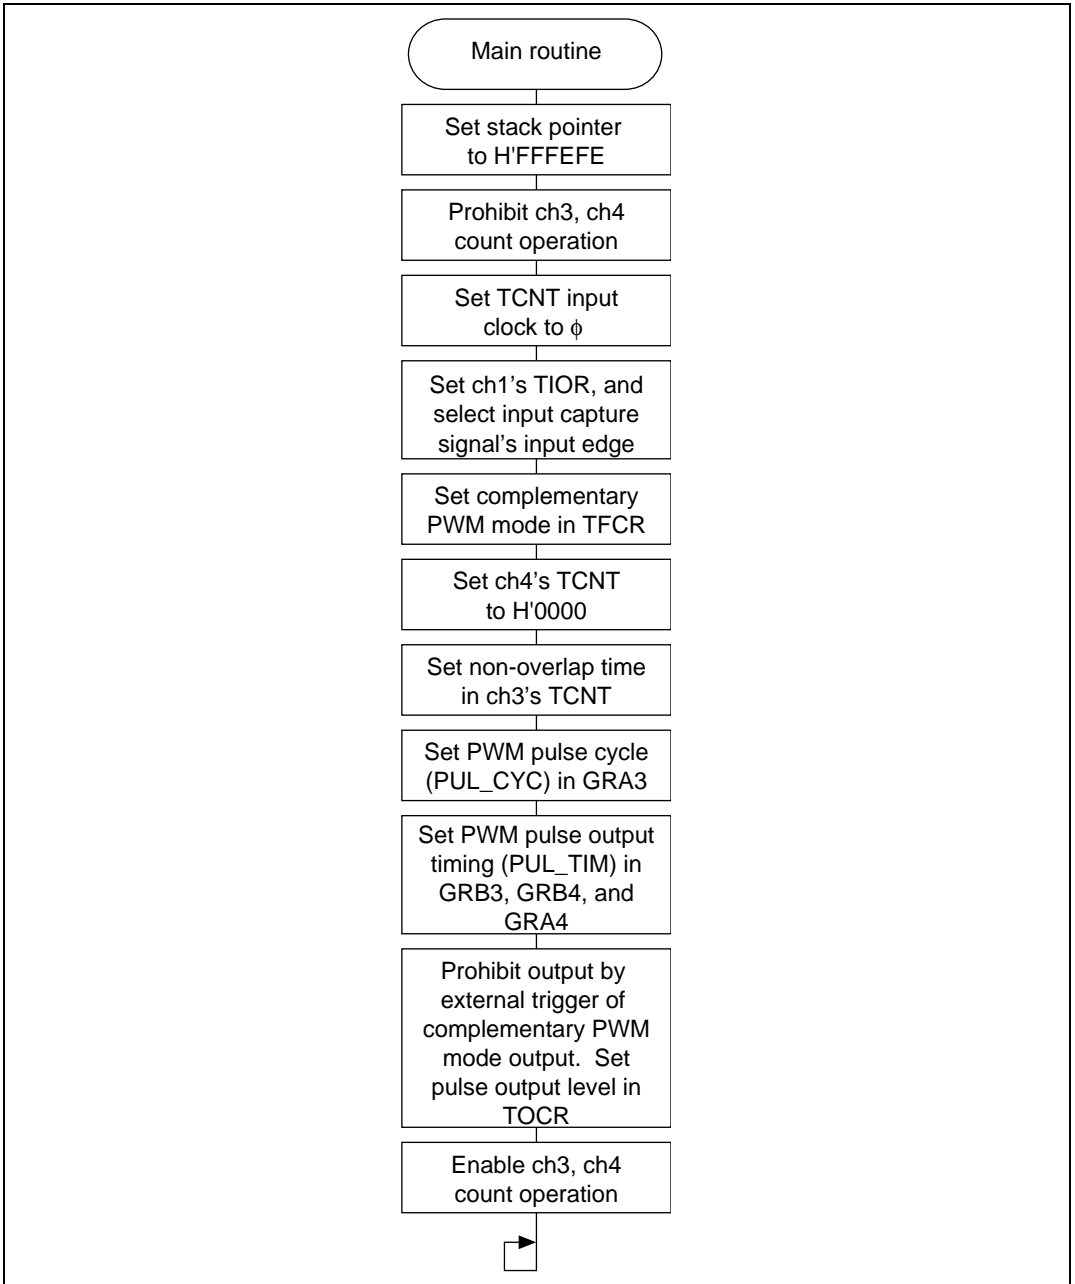 Main routine
Set stack pointer
to H'FFFEFE
Prohibit ch3, ch4
count operation
Set TCNT input
clock to ϕ
Set ch1's TIOR, and
select input capture
signal's input edge
Set complementary
PWM mode in TFCR
Set ch4's TCNT
to H'0000
Set non-overlap time
in ch3's TCNT
Set PWM pulse cycle
(PUL_CYC) in GRA3
Set PWM pulse output
timing (PUL_TIM) in
GRB3, GRB4, and
GRA4
Prohibit output by
external trigger of
complementary PWM
mode output.  Set
pulse output level in
TOCR
Enable ch3, ch4
count operation